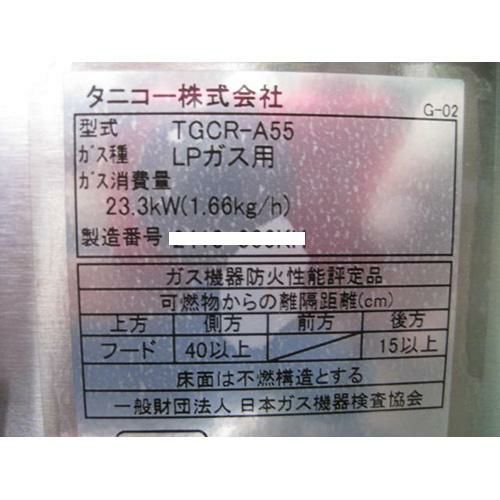 タニコー株式会社
G-02
型式 TGCR-A55
ガス種 LPガス用
ガス消費量
23.3kW(1.66kg/h)
製造番号
ガス機器防火性能評定品
可燃物からの離隔距離(cm)
上方 側方 前方 後方
フード 40以上 15以上
床面は不燃構造とする
一般財団法人 日本ガス機器検査協会